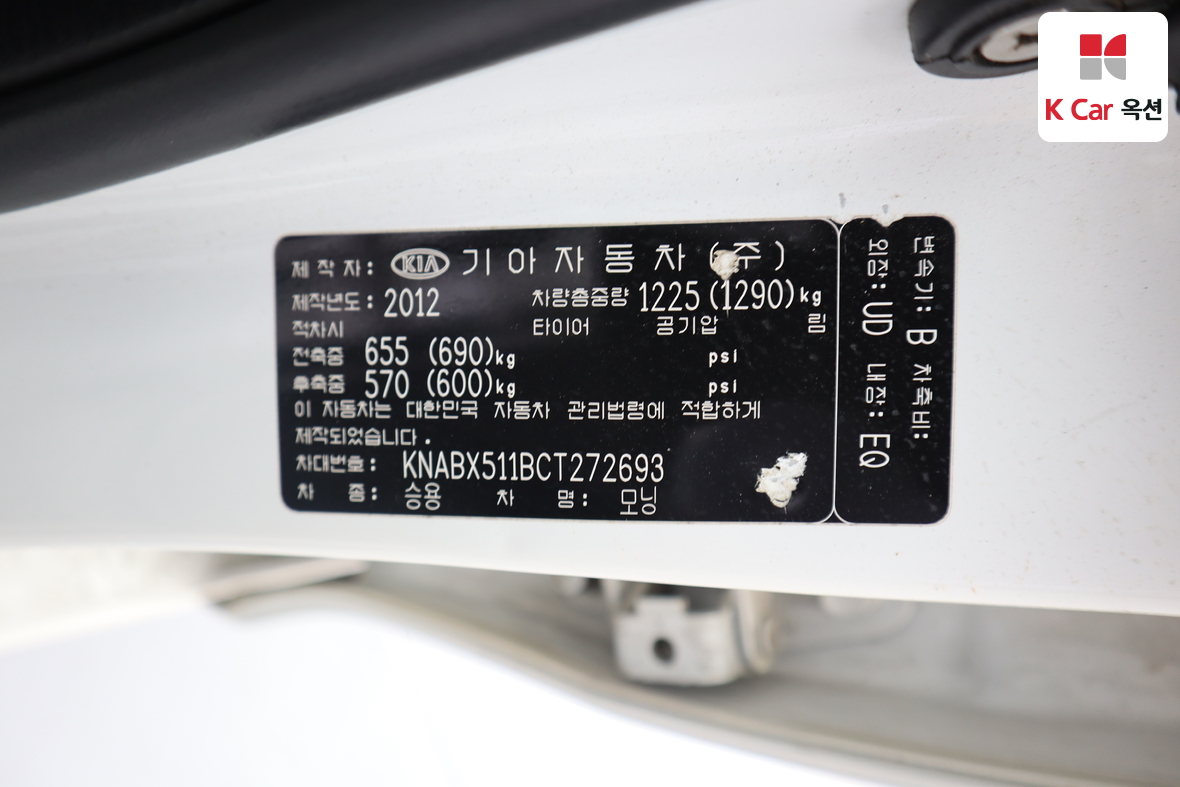 K Car 옥션
제 작 자: KIA 기 아 자 동 차 (주)
제작년도: 2012 차량총중량 1225 (1290)kg
적차시 타이어 공기압 림
전축중 655 (690)kg psi
후축중 570 (600)kg psi
이 자동차는 대한민국 자동차 관리법령에 적합하게
제작되었습니다.
차대번호: KNABX511BCT272693
차 종: 승용 차 명: 모닝
변속기: B 차축비:
외장: UD 내장: EQ